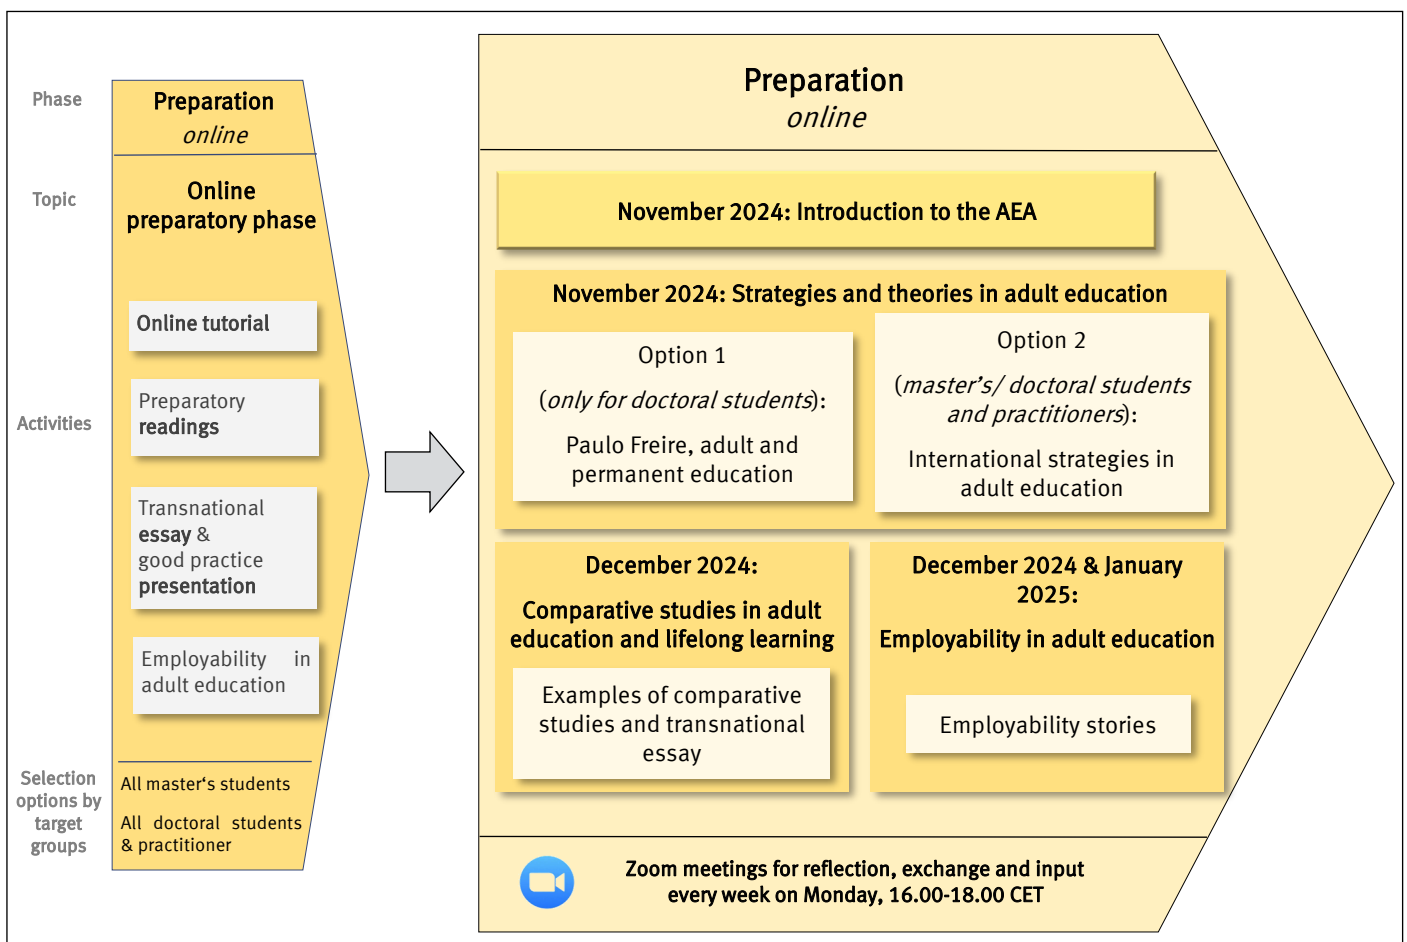 Phase
Preparation
online
Topic
Online
preparatory phase
Activities
Online tutorial
Preparatory
readings
Transnational
essay &
good practice
presentation
Employability in
adult education
Selection
options by
target
groups
All master‘s students
All doctoral students
& practitioner
Preparation
online
November 2024: Introduction to the AEA
November 2024: Strategies and theories in adult education
Option 1
(only for doctoral students):
Paulo Freire, adult and
permanent education
Option 2
(master’s/ doctoral students
and practitioners):
International strategies in
adult education
December 2024:
Comparative studies in adult
education and lifelong learning
Examples of comparative
studies and transnational
essay
December 2024 & January
2025:
Employability in adult education
Employability stories
Zoom meetings for reflection, exchange and input
every week on Monday, 16.00-18.00 CET